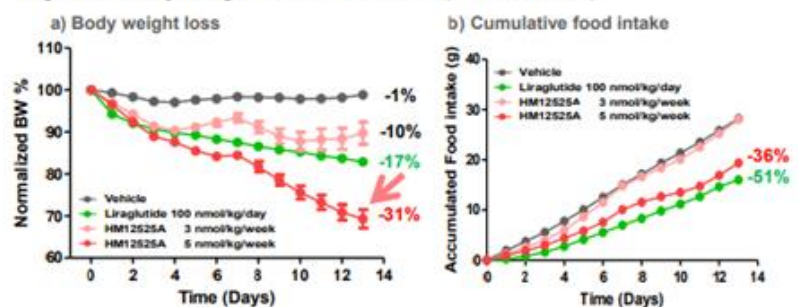 a) Body weight loss
Normalized BW %
110
100
90
80
70
60
0 2 4 6 8 10 12 14
Time (Days)
Vehicle
Liraglutide 100 nmol/kg/day
HM12525A 3 nmol/kg/week
HM12525A 5 nmol/kg/week
-1%
-10%
-17%
-31%
b) Cumulative food intake
Accumulated Food intake (g)
40
30
20
10
0
0 2 4 6 8 10 12 14
Time (Days)
Vehicle
Liraglutide 100 nmol/kg/day
HM12525A 3 nmol/kg/week
HM12525A 5 nmol/kg/week
-36%
-51%